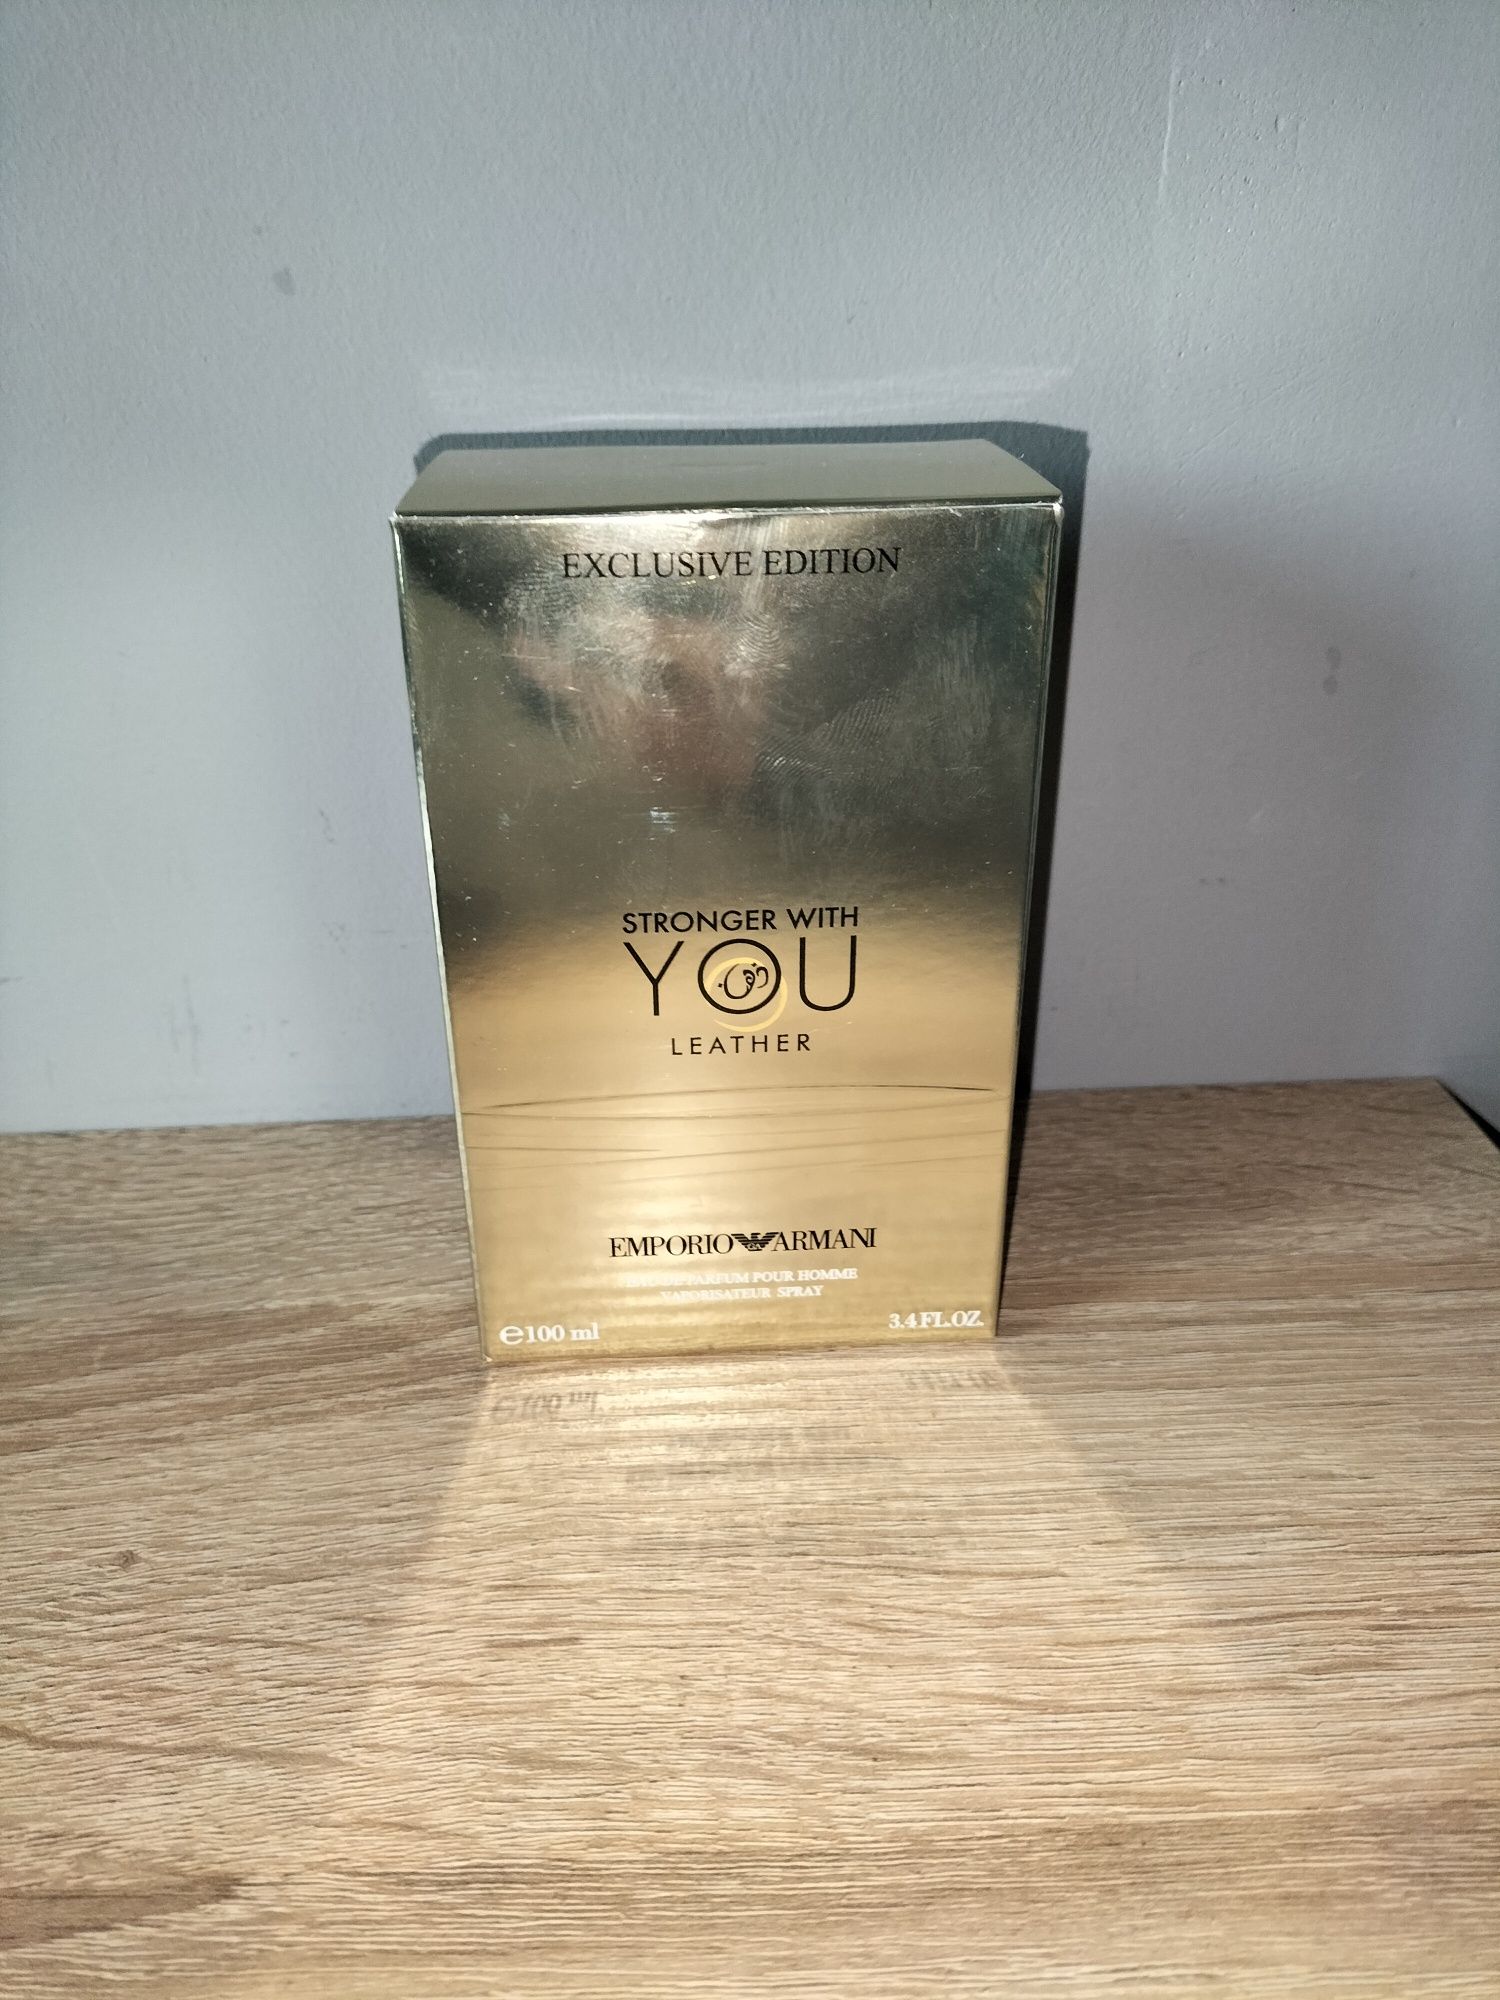 EXCLUSIVE EDITION
STRONGER WITH
YOU
LEATHER
EMPORIO ARMANI
EAU DE PARFUM POUR HOMME
VAPORISATEUR SPRAY
e100 ml
3.4 FL.OZ.